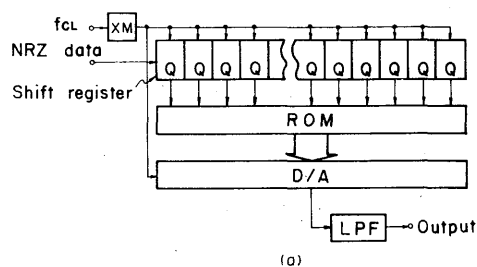 fCL XM
NRZ data
Q Q Q Q Q Q Q Q Q
Shift register
ROM
D/A
LPF Output
(a)